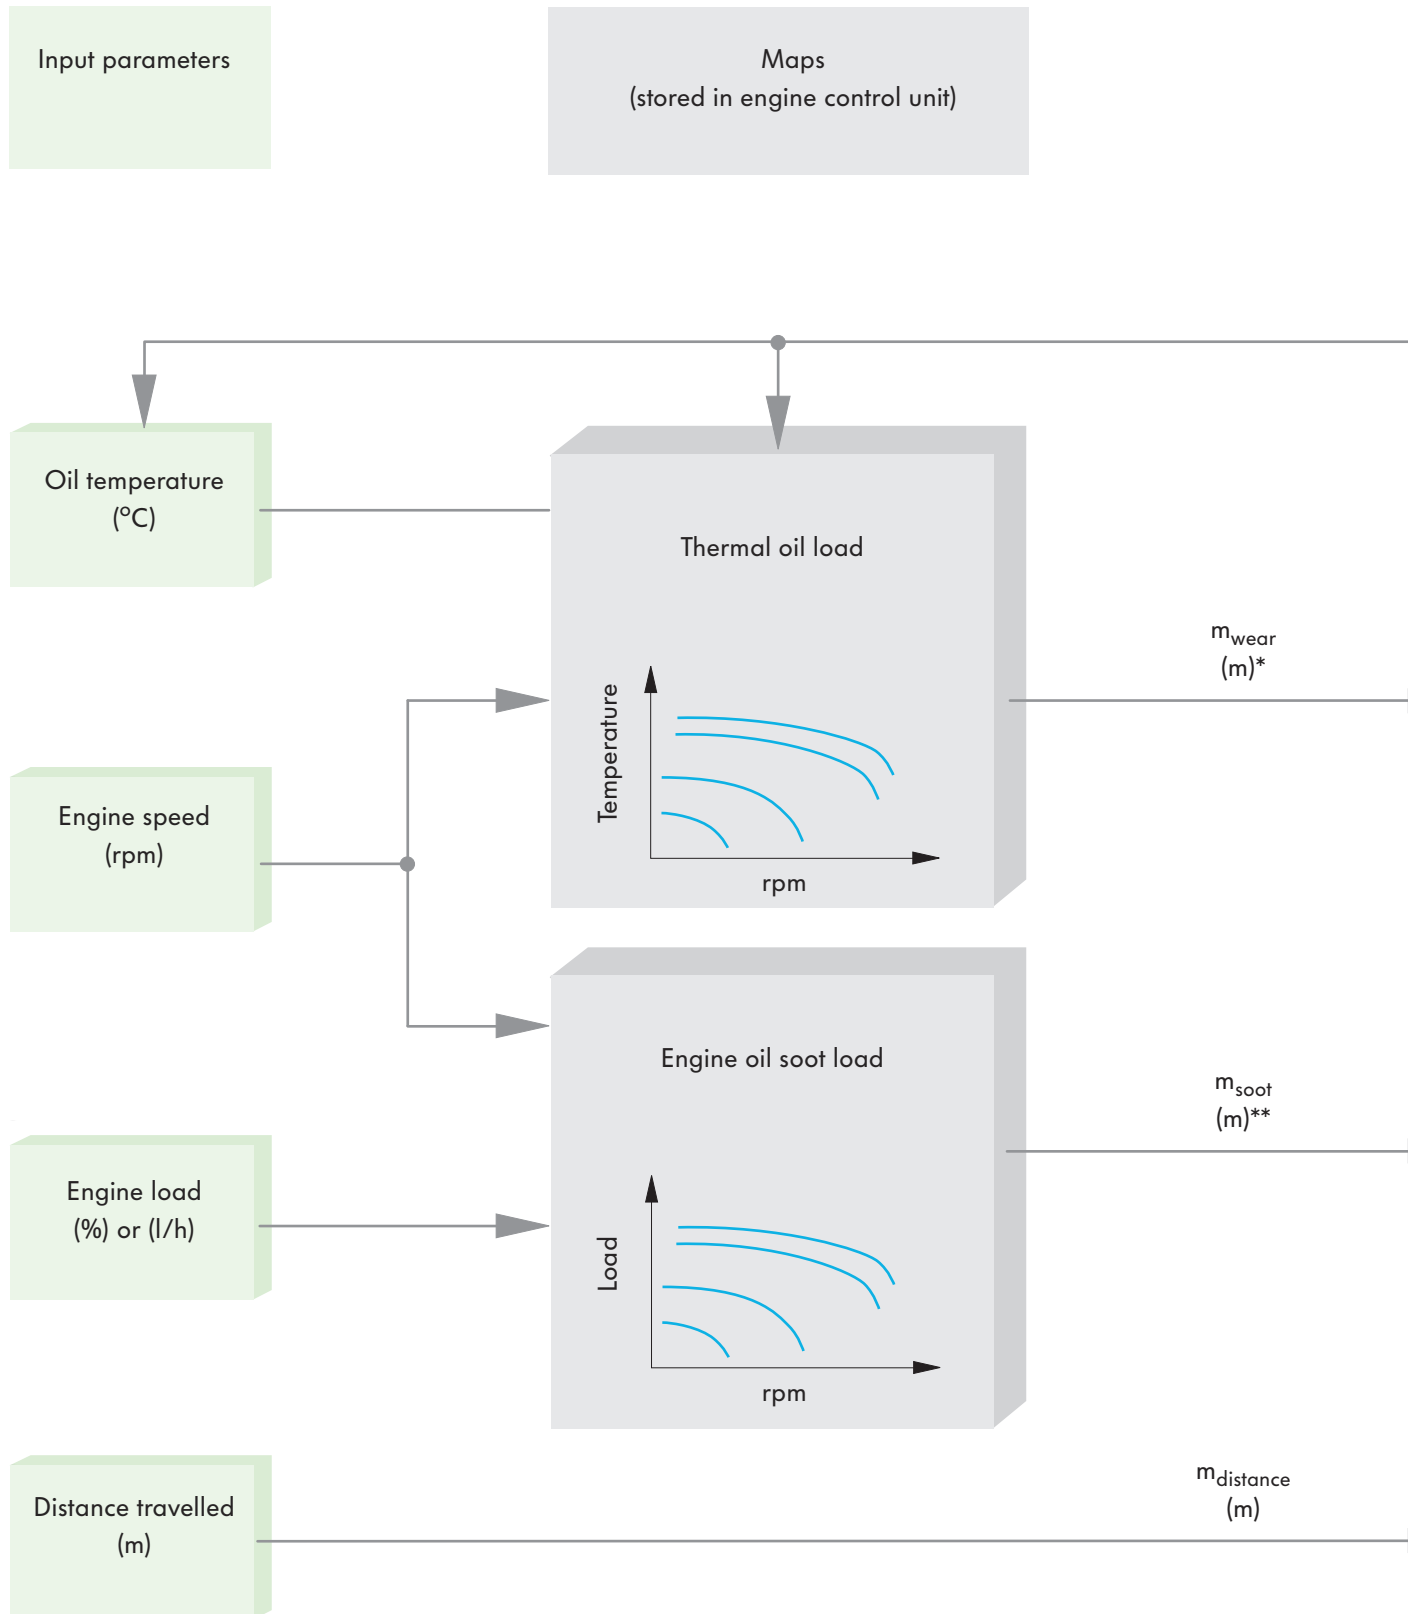 Input parameters
Maps
(stored in engine control unit)
Oil temperature
(°C)
Thermal oil load
Temperature
rpm
m_wear
(m)*
Engine speed
(rpm)
Engine oil soot load
Load
rpm
m_soot
(m)**
Engine load
(%) or (l/h)
Distance travelled
(m)
m_distance
(m)